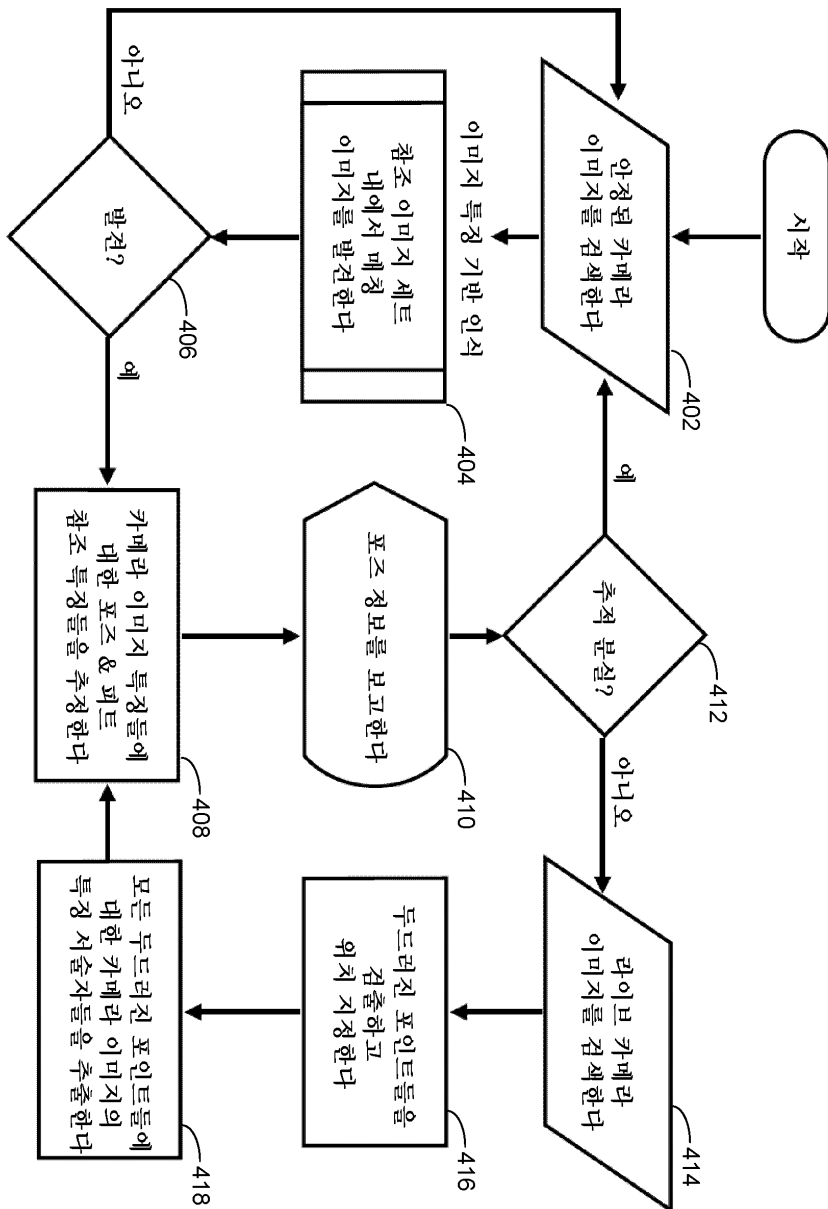 시작
안정된 카메라
이미지를 검색한다
402
이미지 특징 기반 인식
참조 이미지 세트
내에서 매칭
이미지를 발견한다
404
발견?
406
아니오
예
카메라 이미지 특징들에
대한 포즈 & 피트
참조 특징들을 추정한다
408
포즈 정보를 보고한다
410
추적 분실?
412
예
아니오
라이브 카메라
이미지를 검색한다
414
두드러진 포인트들을
검출하고
위치 지정한다
416
모든 두드러진 포인트들에
대한 카메라 이미지의
특징 서술자들을 추출한다
418